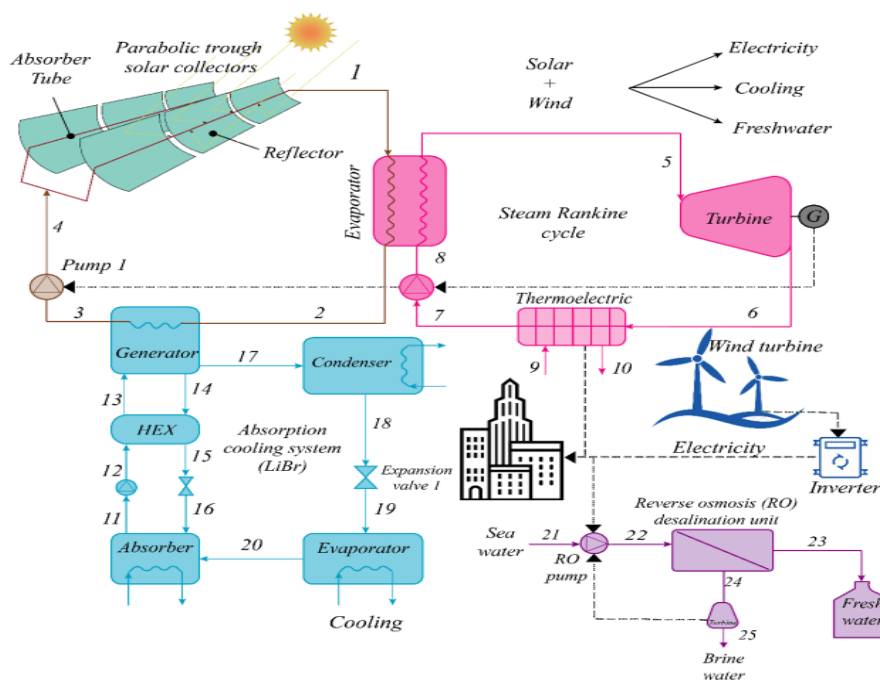 Absorber
Tube
Parabolic trough
solar collectors
1
Solar
+
Wind
Electricity
Cooling
Freshwater
Reflector
Evaporator
5
Steam Rankine
cycle
Turbine
G
4
Pump 1
8
3
2
7
Thermoelectric
6
Generator
17
Condenser
9
10
Wind turbine
13
14
HEX
Absorption
cooling system
(LiBr)
18
15
12
Expansion
valve 1
Electricity
Inverter
11
16
19
Reverse osmosis (RO)
desalination unit
Absorber
20
Evaporator
Sea
water
21
RO
pump
22
23
24
Turbine
25
Fresh
water
Cooling
Brine
water